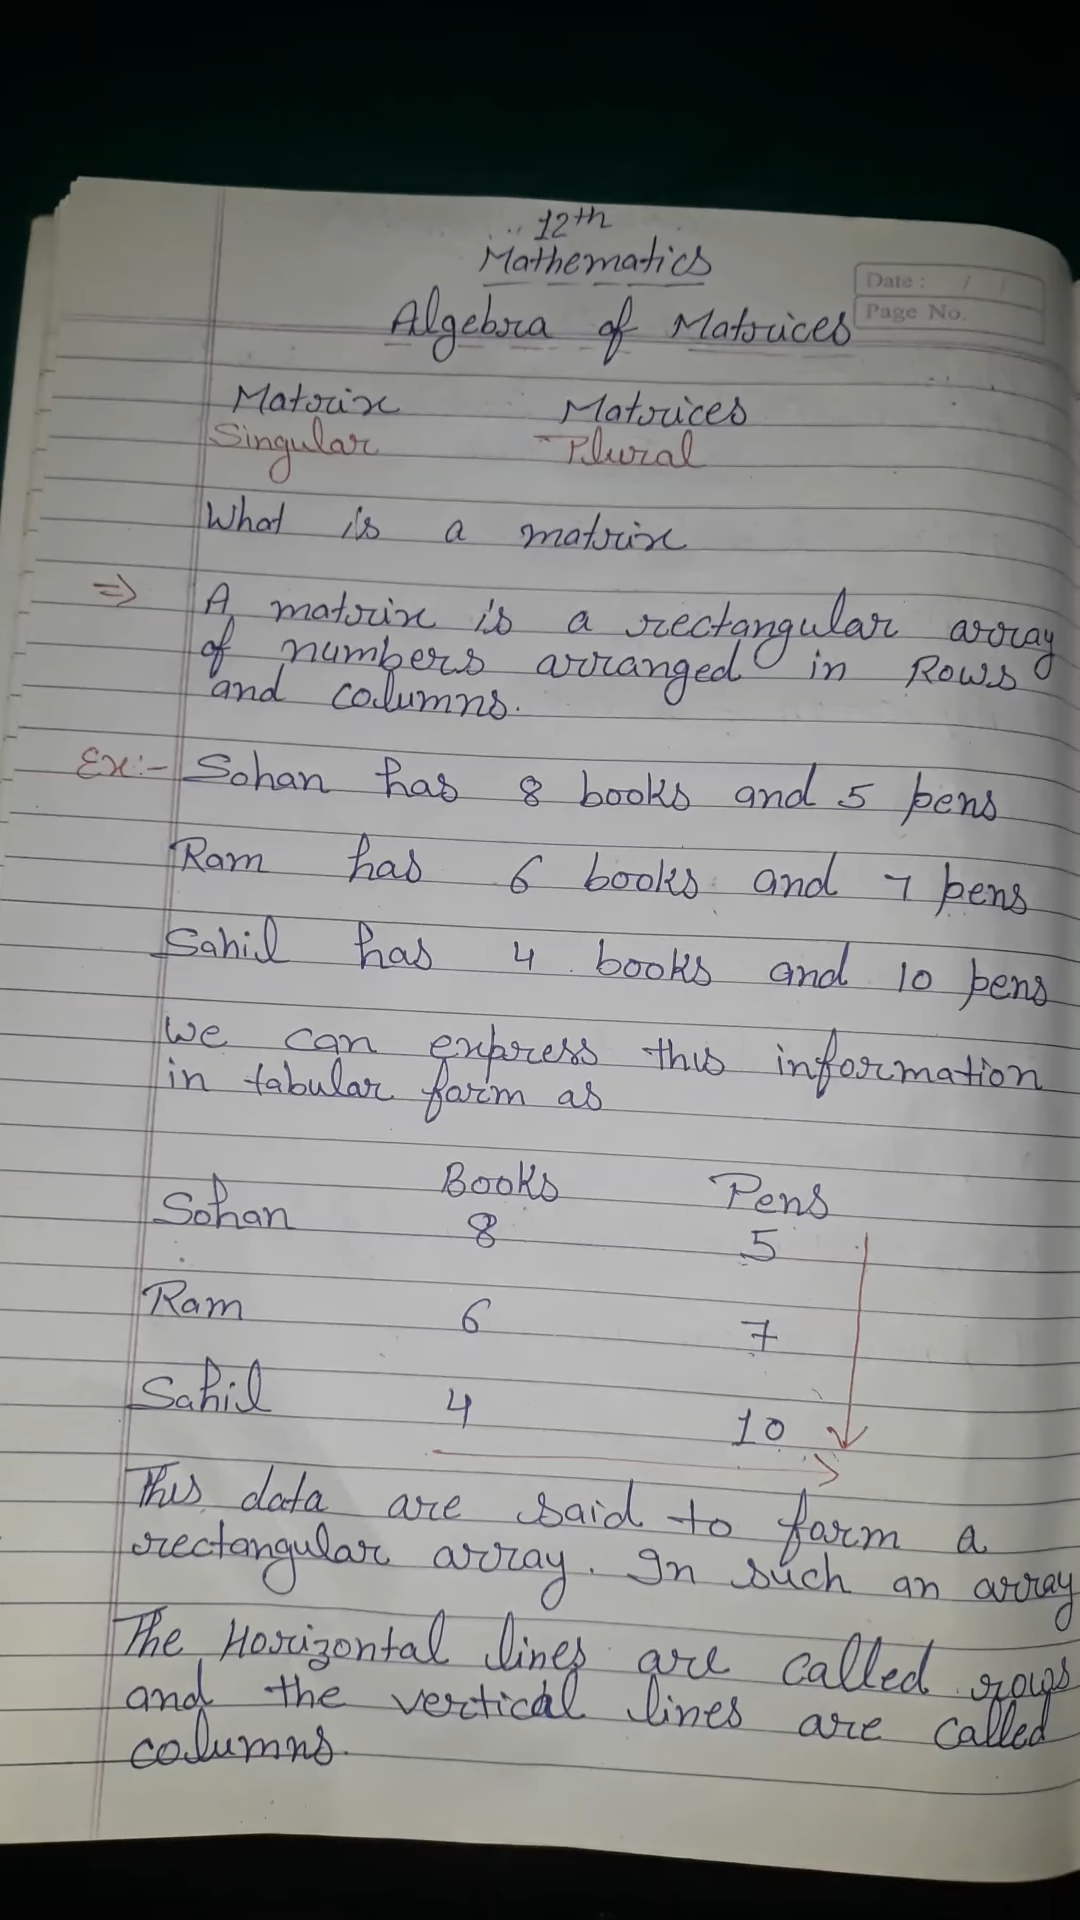 12th
Mathematics
Date : / /
Algebra of Matrices
Page No.
Matrix Matrices
Singular Plural
What is a matrix
⇒ A matrix is a rectangular array
of numbers arranged in Rows
and columns.
Ex:- Sohan has 8 books and 5 pens
Ram has 6 books and 7 pens
Sahil has 4 books and 10 pens
We can express this information
in tabular form as
Books Pens
Sohan 8 5
Ram 6 7
Sahil 4 10
This data are said to form a
rectangular array. In such an array
The Horizontal lines are called rows
and the vertical lines are called
columns.